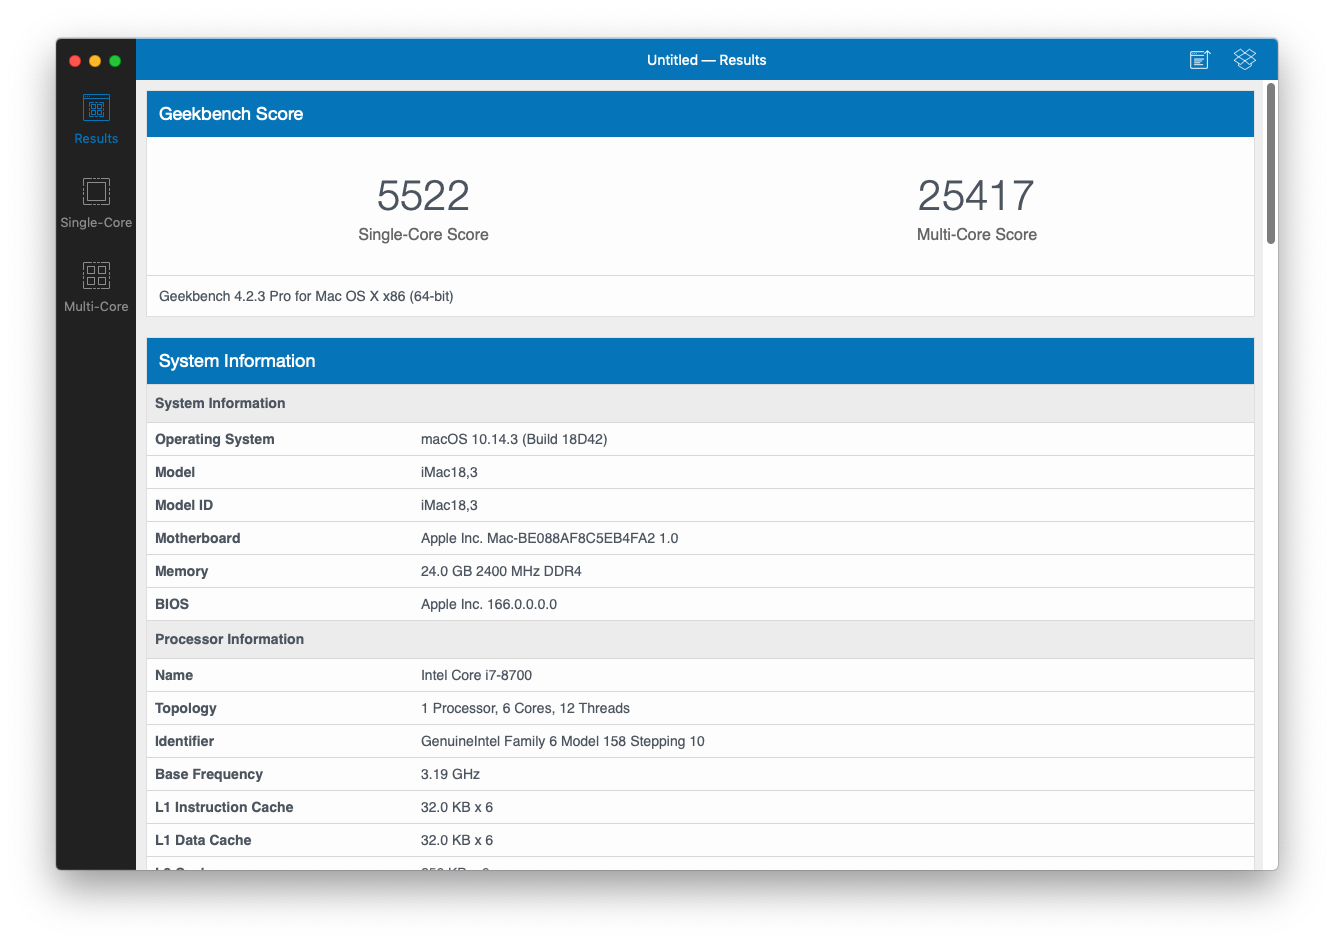 Untitled — Results
Results
Single-Core
Multi-Core
Geekbench Score
5522
Single-Core Score
25417
Multi-Core Score
Geekbench 4.2.3 Pro for Mac OS X x86 (64-bit)
System Information
System Information
Operating System macOS 10.14.3 (Build 18D42)
Model iMac18,3
Model ID iMac18,3
Motherboard Apple Inc. Mac-BE088AF8C5EB4FA2 1.0
Memory 24.0 GB 2400 MHz DDR4
BIOS Apple Inc. 166.0.0.0.0
Processor Information
Name Intel Core i7-8700
Topology 1 Processor, 6 Cores, 12 Threads
Identifier GenuineIntel Family 6 Model 158 Stepping 10
Base Frequency 3.19 GHz
L1 Instruction Cache 32.0 KB x 6
L1 Data Cache 32.0 KB x 6